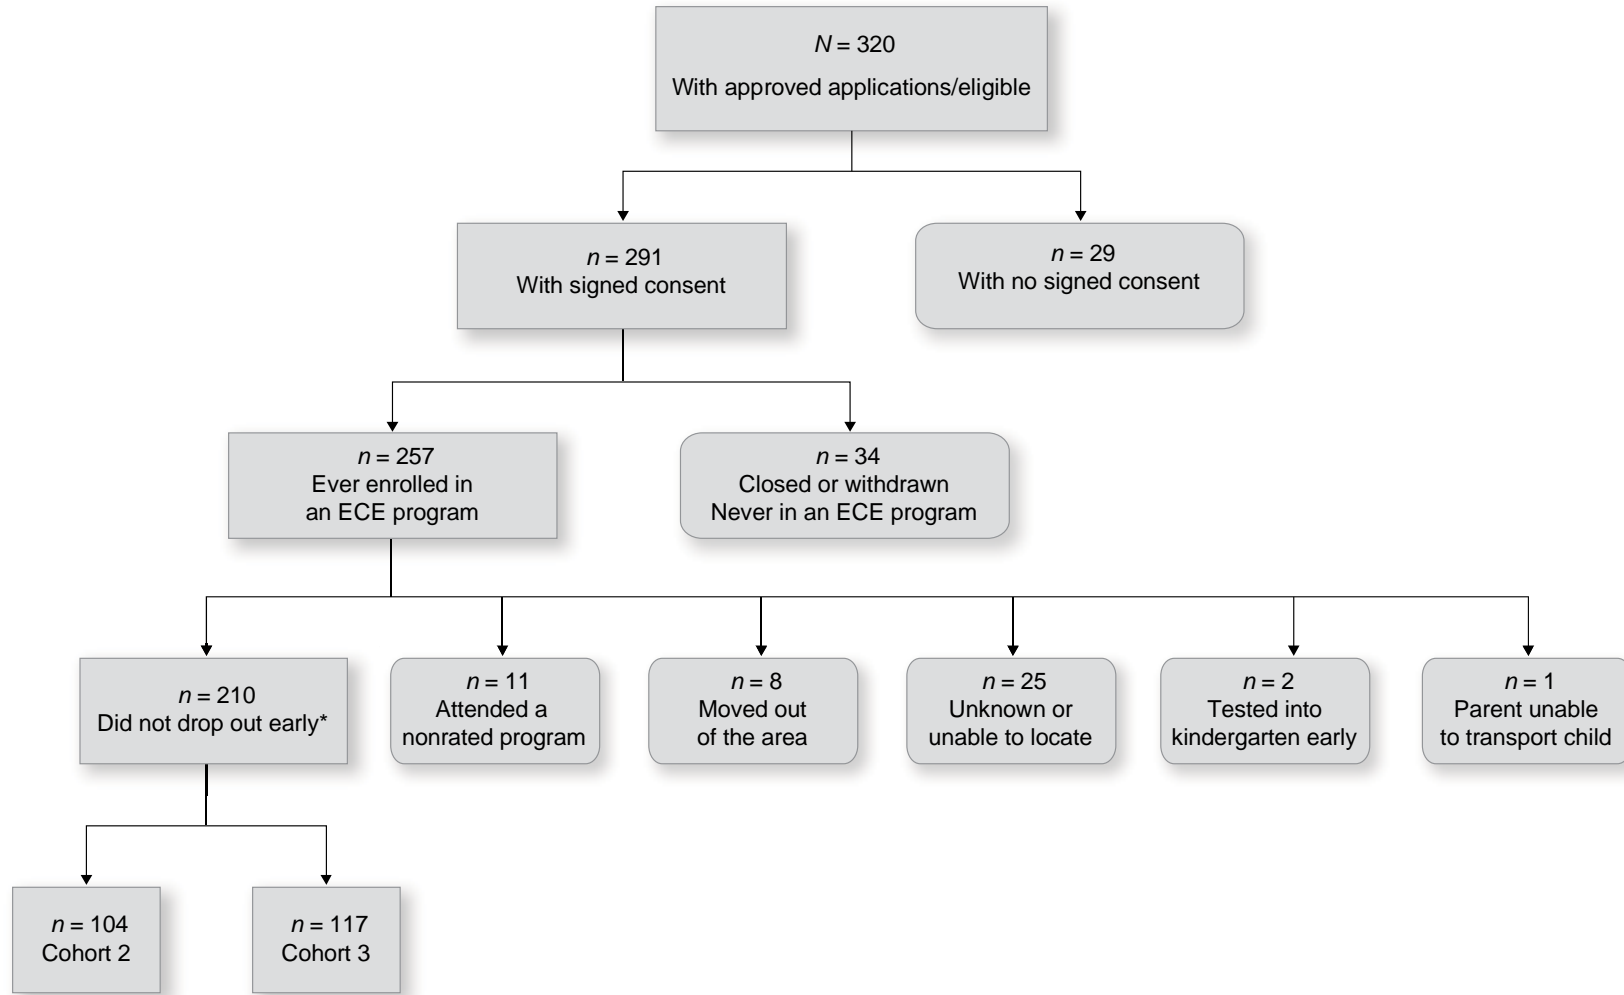 N = 320
With approved applications/eligible
n = 291
With signed consent
n = 29
With no signed consent
n = 257
Ever enrolled in
an ECE program
n = 34
Closed or withdrawn
Never in an ECE program
n = 210
Did not drop out early*
n = 11
Attended a
nonrated program
n = 8
Moved out
of the area
n = 25
Unknown or
unable to locate
n = 2
Tested into
kindergarten early
n = 1
Parent unable
to transport child
n = 104
Cohort 2
n = 117
Cohort 3